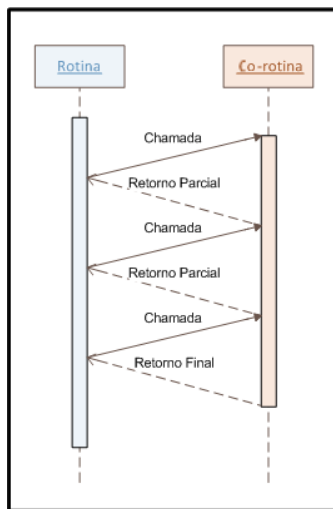 Rotina
Co-rotina
Chamada
Retorno Parcial
Chamada
Retorno Parcial
Chamada
Retorno Final